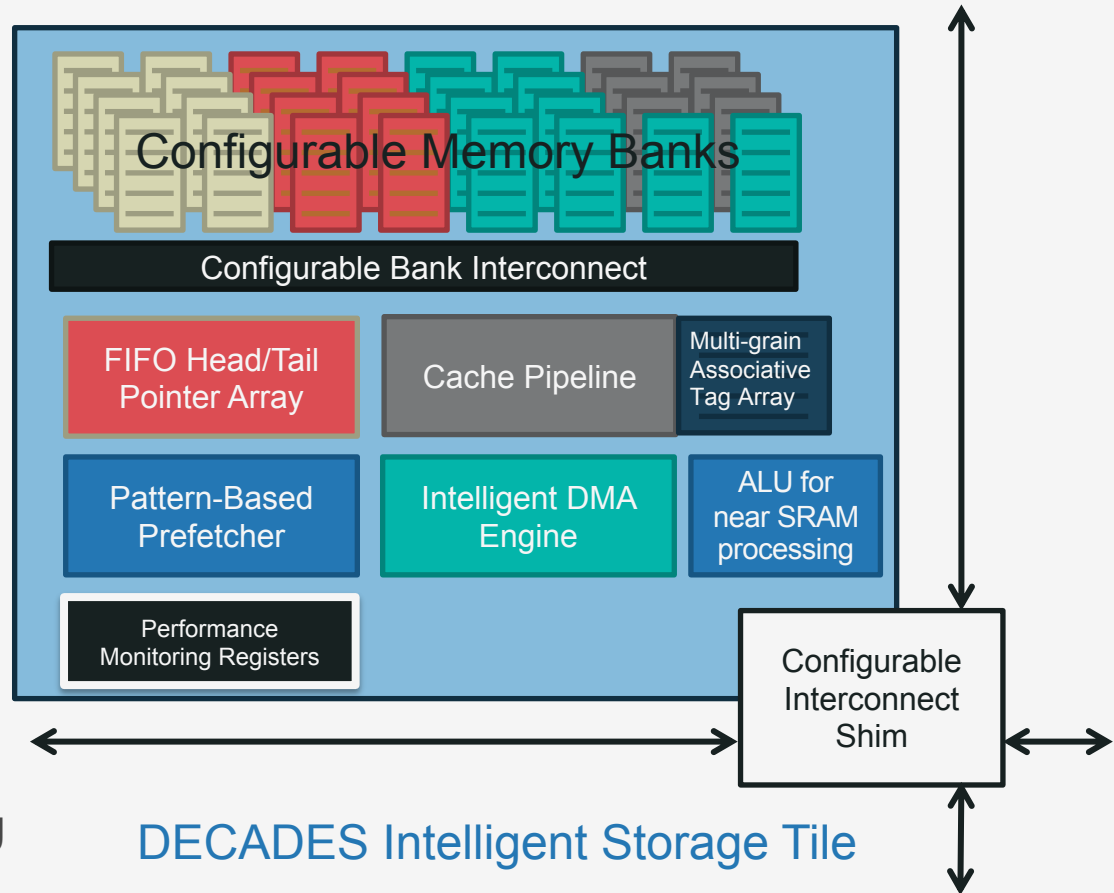 Configurable Memory Banks
Configurable Bank Interconnect
FIFO Head/Tail
Pointer Array
Cache Pipeline
Multi-grain
Associative
Tag Array
Pattern-Based
Prefetcher
Intelligent DMA
Engine
ALU for
near SRAM
processing
Performance
Monitoring Registers
Configurable
Interconnect
Shim
DECADES Intelligent Storage Tile